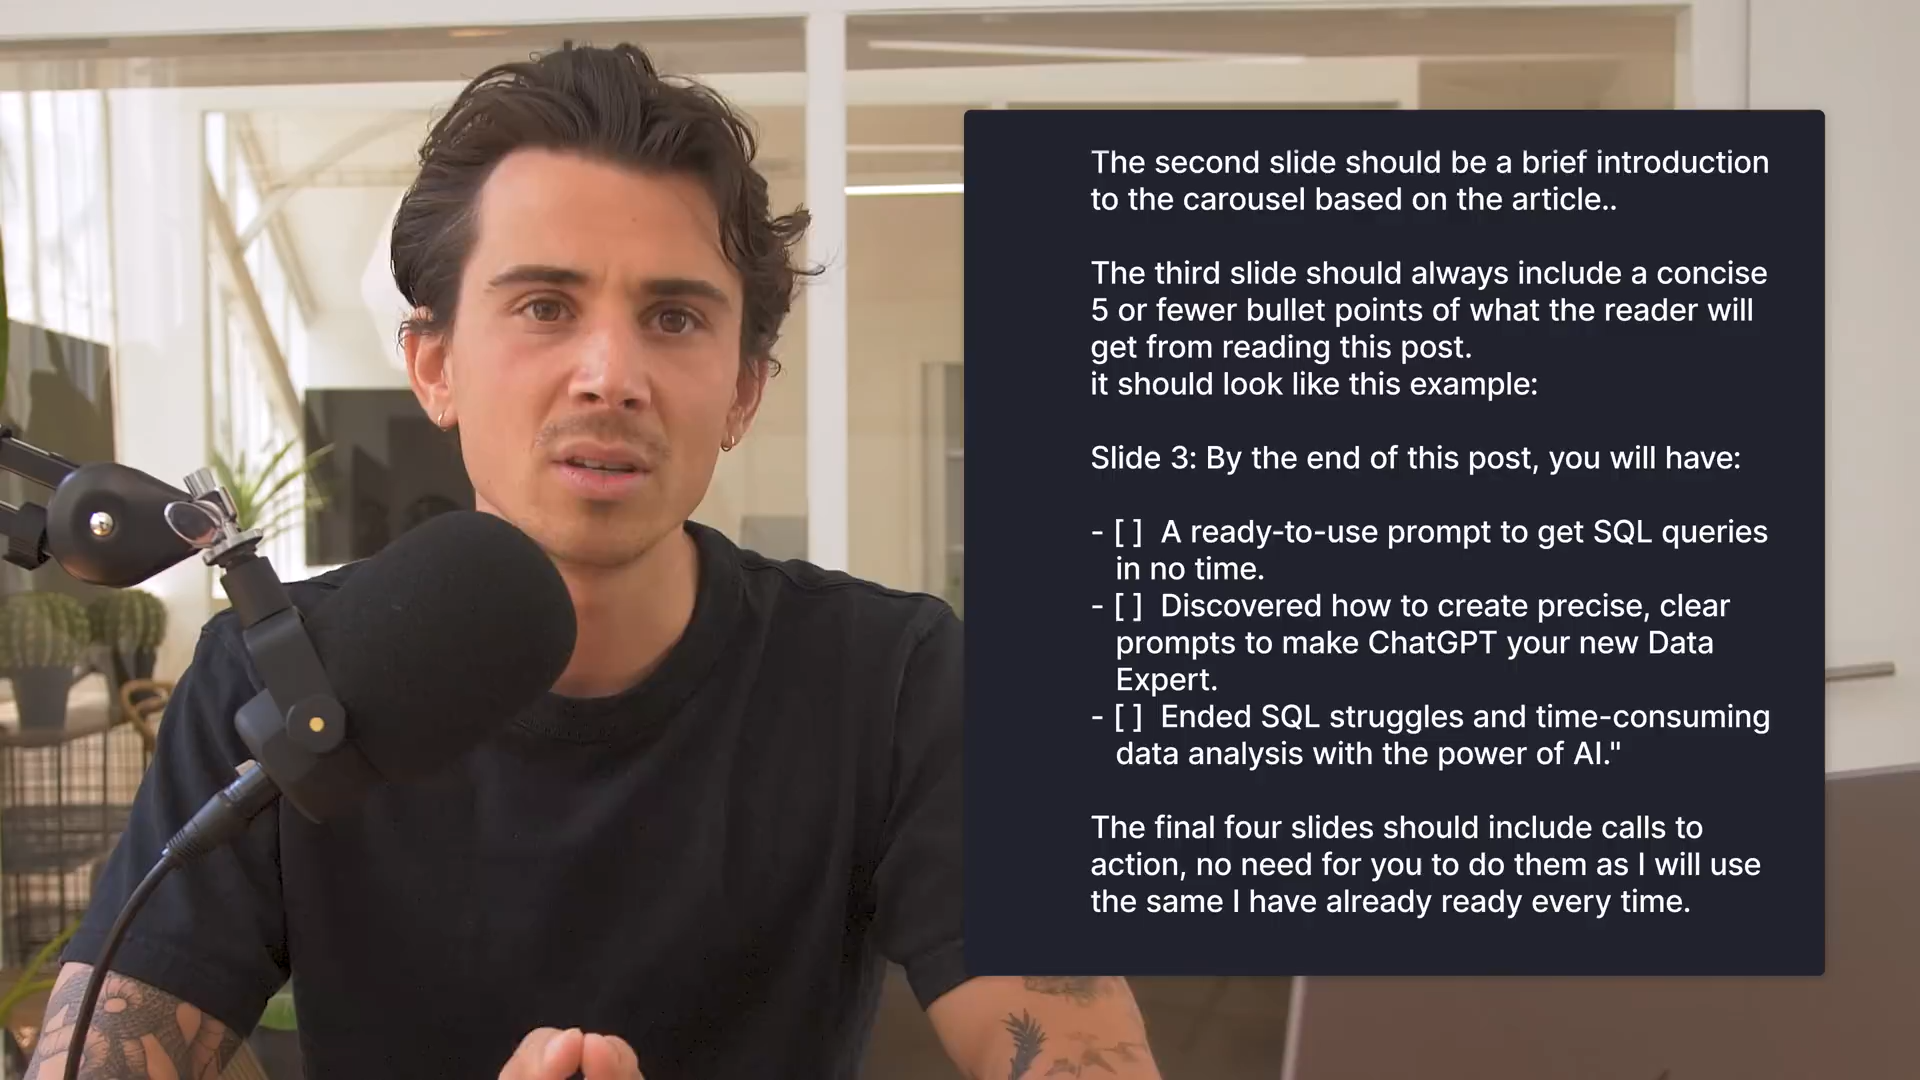 The second slide should be a brief introduction
to the carousel based on the article..
The third slide should always include a concise
5 or fewer bullet points of what the reader will
get from reading this post.
it should look like this example:
Slide 3: By the end of this post, you will have:
- [ ]  A ready-to-use prompt to get SQL queries
in no time.
- [ ]  Discovered how to create precise, clear
prompts to make ChatGPT your new Data
Expert.
- [ ]  Ended SQL struggles and time-consuming
data analysis with the power of AI."
The final four slides should include calls to
action, no need for you to do them as I will use
the same I have already ready every time.